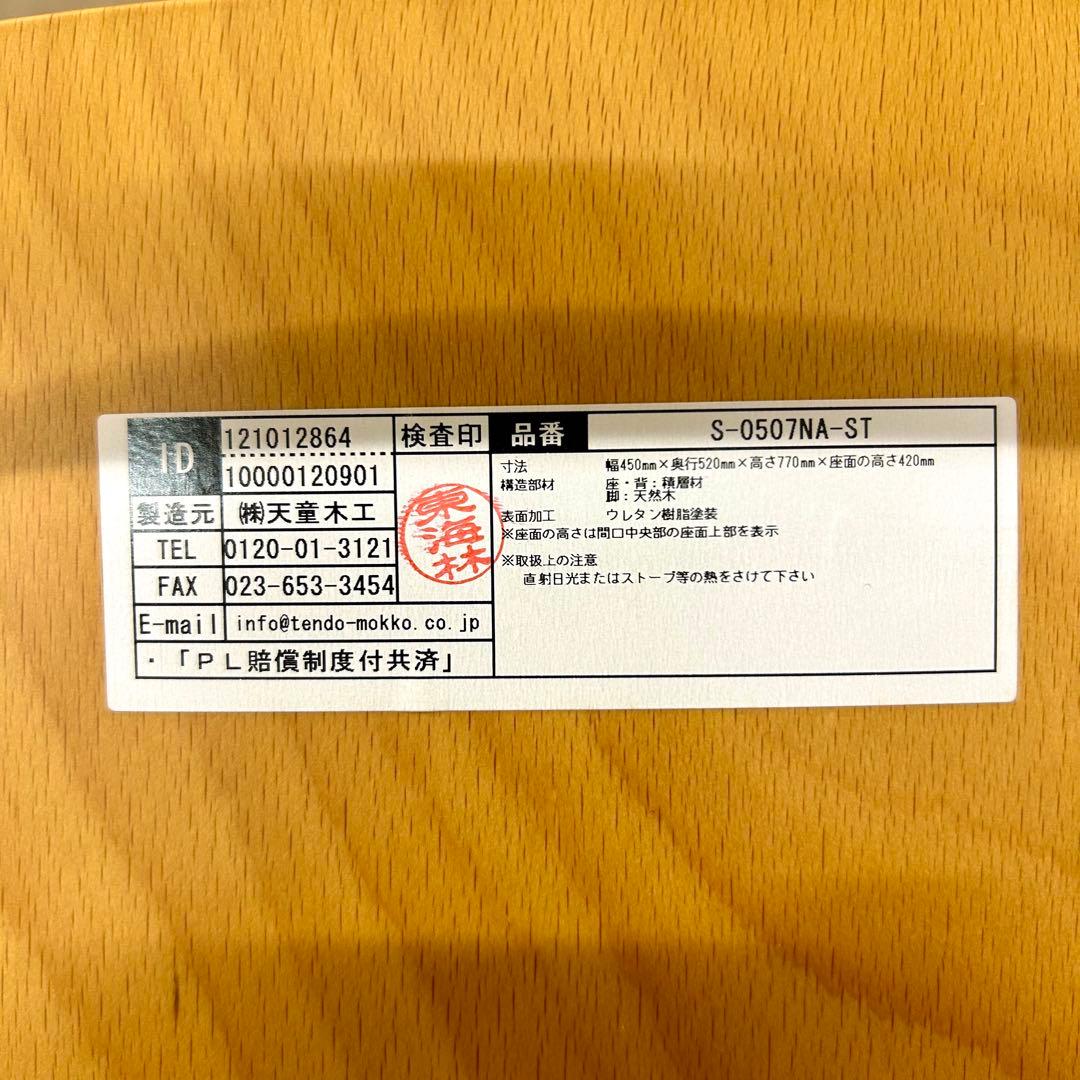 ID 121012864
10000120901
検査印
東海林
製造元 ㈱天童木工
TEL 0120-01-3121
FAX 023-653-3454
E-mail info@tendo-mokko.co.jp
・「ＰＬ賠償制度付共済」
品番 S-0507NA-ST
寸法 幅450mm×奥行520mm×高さ770mm×座面の高さ420mm
構造部材 座・背：積層材
脚：天然木
表面加工 ウレタン樹脂塗装
※座面の高さは間口中央部の座面上部を表示
※取扱上の注意
直射日光またはストーブ等の熱をさけて下さい